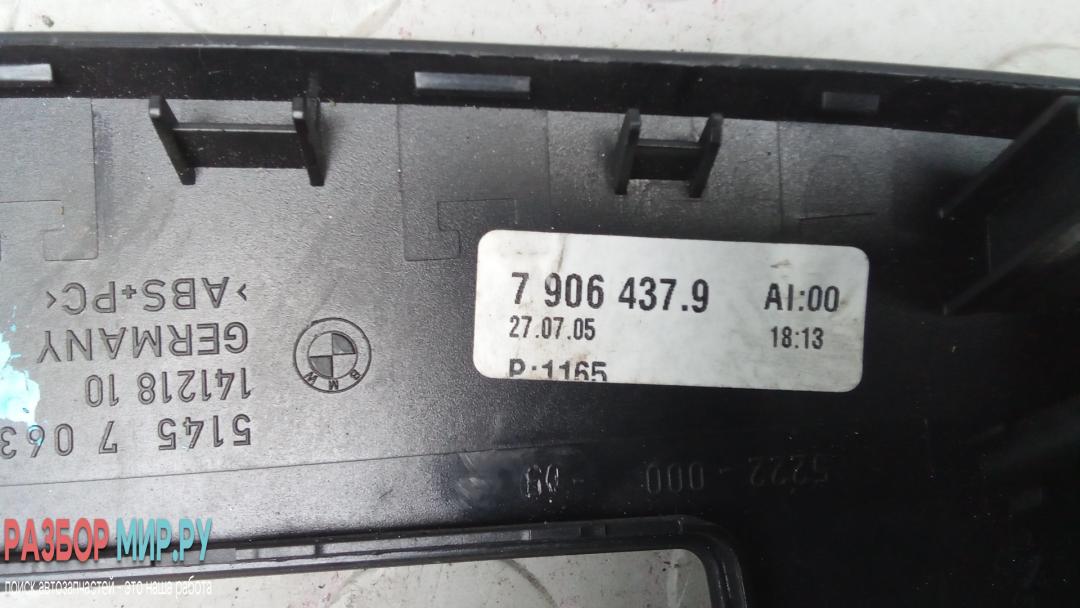 7 906 437.9 AI:00
27.07.05 18:13
P:1165
>ABS+PC<
GERMANY
141218 10
5145 7 063
BMW
5222-000
РАЗБОР МИР.РУ
поиск автозапчастей - это наша работа